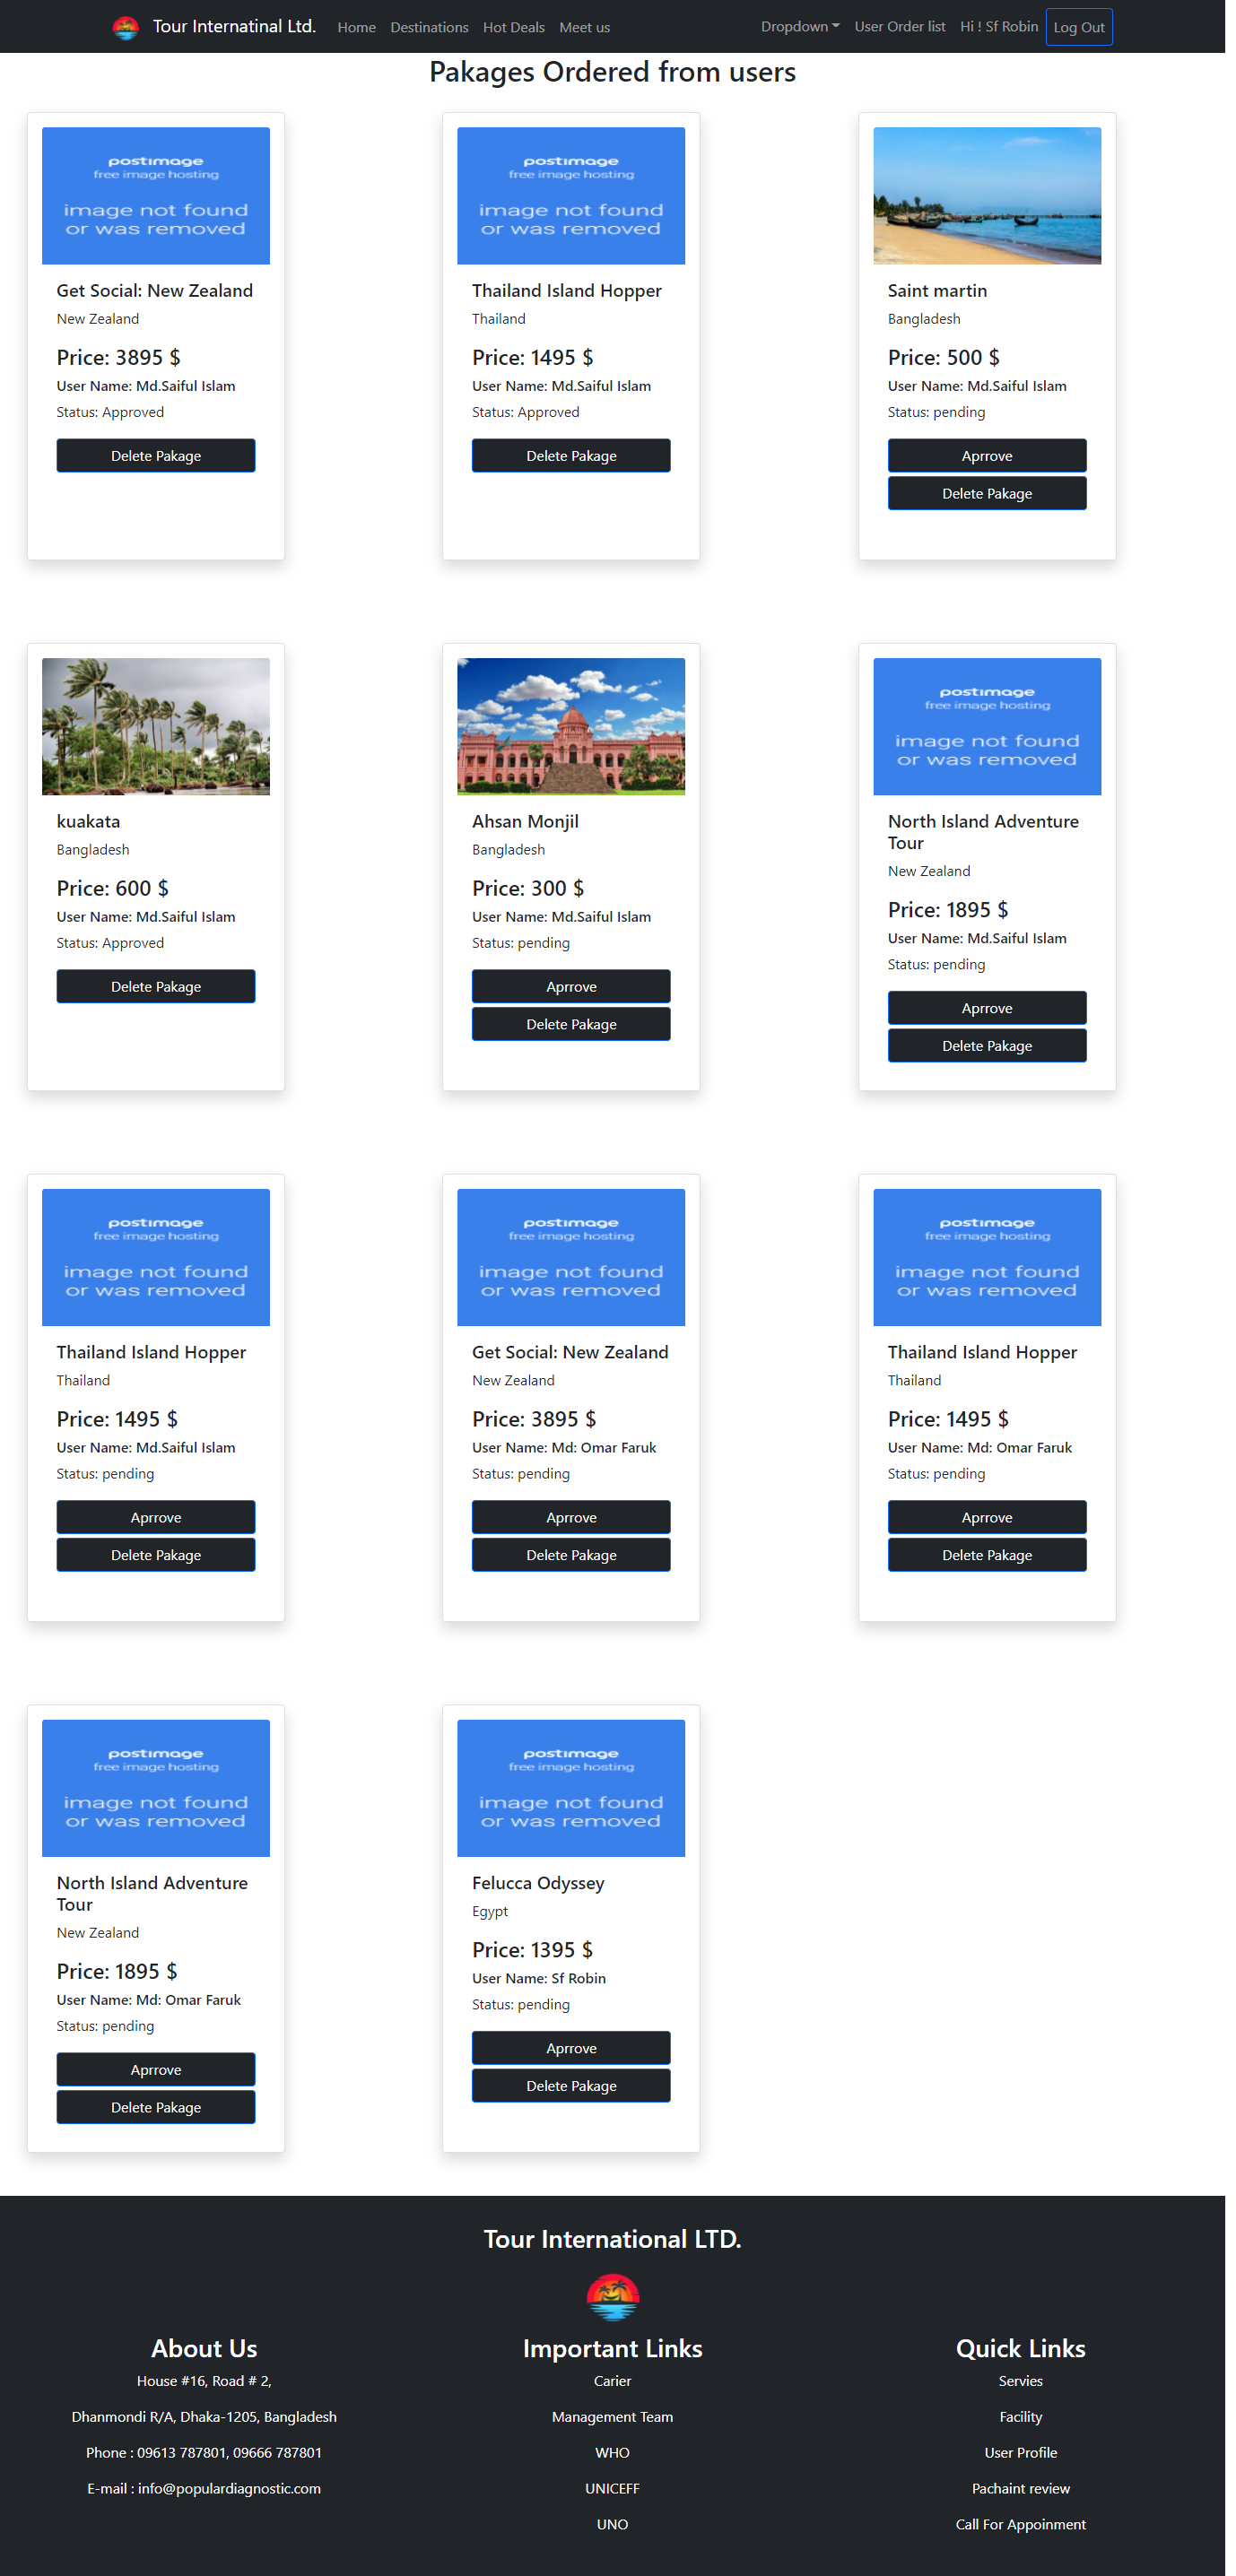 Tour Internatinal Ltd. Home Destinations Hot Deals Meet us Dropdown User Order list Hi ! Sf Robin Log Out
Pakages Ordered from users
postimage
free image hosting
image not found
or was removed
Get Social: New Zealand
New Zealand
Price: 3895 $
User Name: Md.Saiful Islam
Status: Approved
Delete Pakage
postimage
free image hosting
image not found
or was removed
Thailand Island Hopper
Thailand
Price: 1495 $
User Name: Md.Saiful Islam
Status: Approved
Delete Pakage
Saint martin
Bangladesh
Price: 500 $
User Name: Md.Saiful Islam
Status: pending
Aprrove
Delete Pakage
kuakata
Bangladesh
Price: 600 $
User Name: Md.Saiful Islam
Status: Approved
Delete Pakage
Ahsan Monjil
Bangladesh
Price: 300 $
User Name: Md.Saiful Islam
Status: pending
Aprrove
Delete Pakage
postimage
free image hosting
image not found
or was removed
North Island Adventure
Tour
New Zealand
Price: 1895 $
User Name: Md.Saiful Islam
Status: pending
Aprrove
Delete Pakage
postimage
free image hosting
image not found
or was removed
Thailand Island Hopper
Thailand
Price: 1495 $
User Name: Md.Saiful Islam
Status: pending
Aprrove
Delete Pakage
postimage
free image hosting
image not found
or was removed
Get Social: New Zealand
New Zealand
Price: 3895 $
User Name: Md: Omar Faruk
Status: pending
Aprrove
Delete Pakage
postimage
free image hosting
image not found
or was removed
Thailand Island Hopper
Thailand
Price: 1495 $
User Name: Md: Omar Faruk
Status: pending
Aprrove
Delete Pakage
postimage
free image hosting
image not found
or was removed
North Island Adventure
Tour
New Zealand
Price: 1895 $
User Name: Md: Omar Faruk
Status: pending
Aprrove
Delete Pakage
postimage
free image hosting
image not found
or was removed
Felucca Odyssey
Egypt
Price: 1395 $
User Name: Sf Robin
Status: pending
Aprrove
Delete Pakage
Tour International LTD.
About Us
House #16, Road # 2,
Dhanmondi R/A, Dhaka-1205, Bangladesh
Phone : 09613 787801, 09666 787801
E-mail : info@populardiagnostic.com
Important Links
Carier
Management Team
WHO
UNICEFF
UNO
Quick Links
Servies
Facility
User Profile
Pachaint review
Call For Appoinment